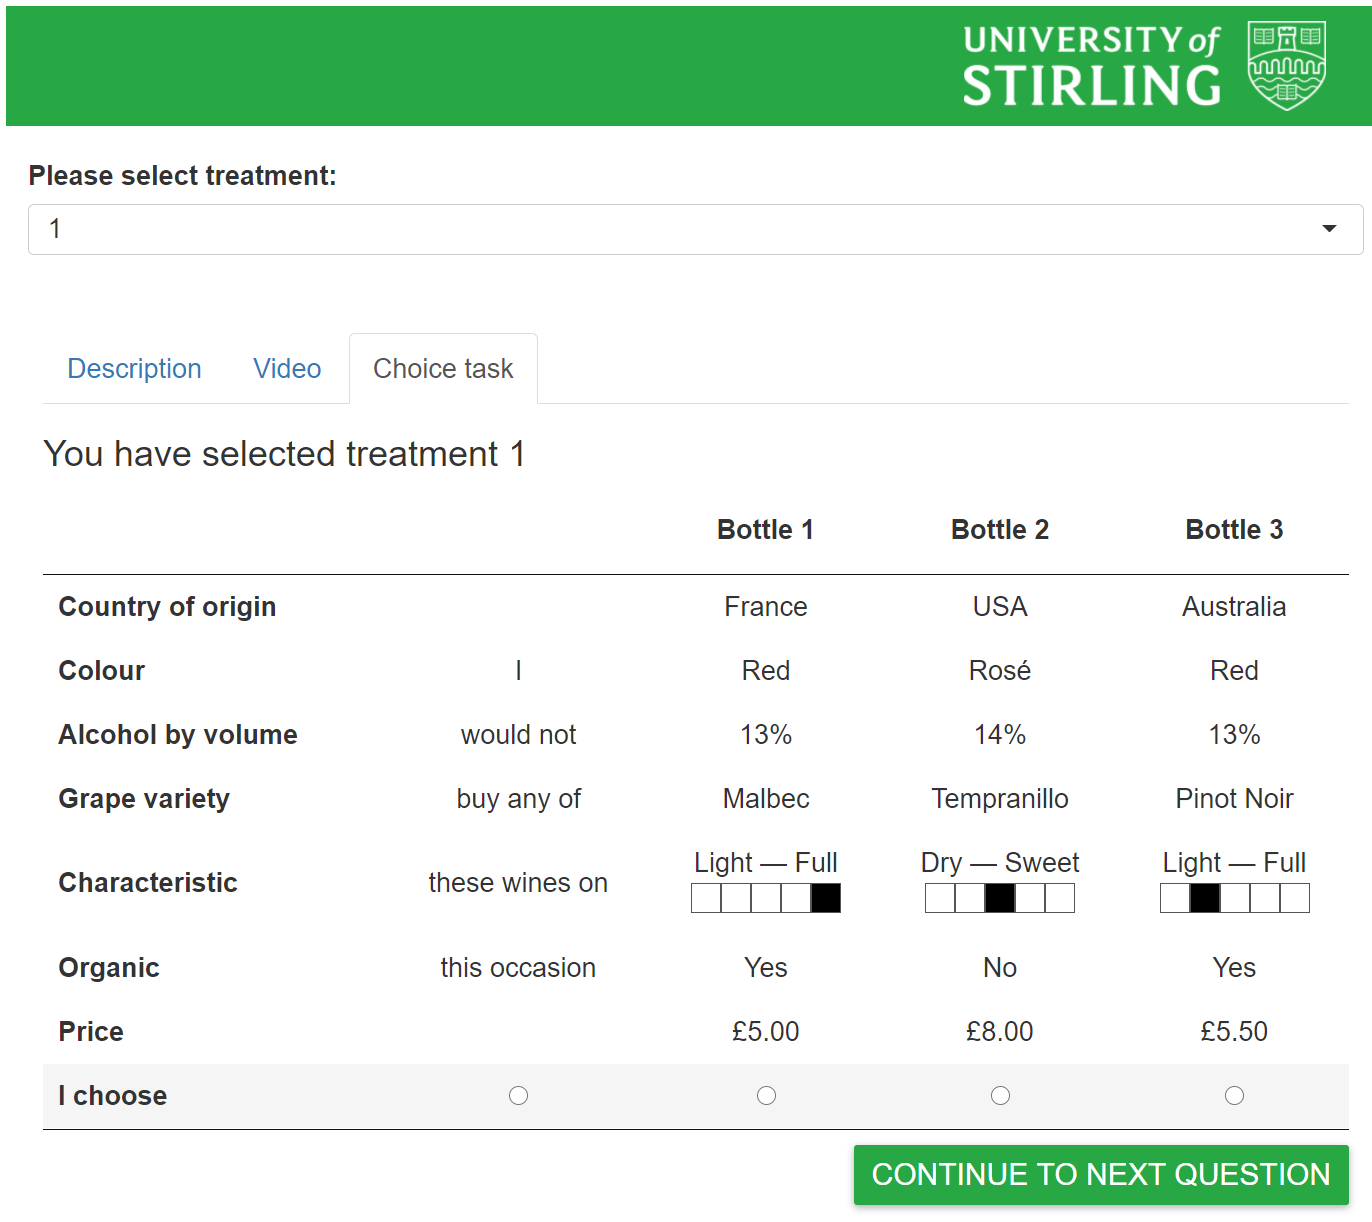 UNIVERSITY of
STIRLING
Please select treatment:
1
Description Video Choice task
You have selected treatment 1
Bottle 1 Bottle 2 Bottle 3
Country of origin France USA Australia
Colour I Red Rosé Red
Alcohol by volume would not 13% 14% 13%
Grape variety buy any of Malbec Tempranillo Pinot Noir
Light — Full Dry — Sweet Light — Full
Characteristic these wines on
Organic this occasion Yes No Yes
Price £5.00 £8.00 £5.50
I choose
CONTINUE TO NEXT QUESTION